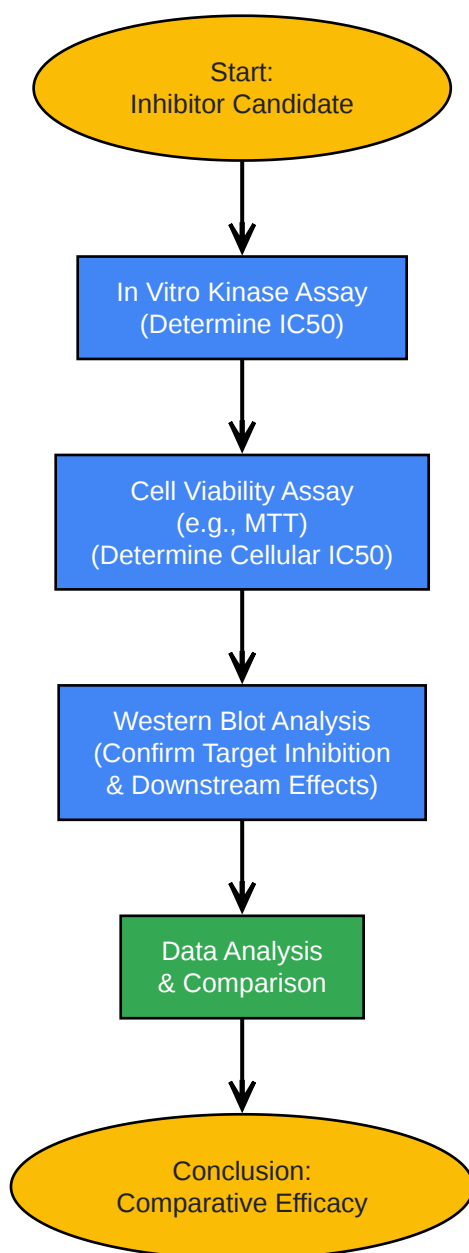 Start:
Inhibitor Candidate
In Vitro Kinase Assay
(Determine IC50)
Cell Viability Assay
(e.g., MTT)
(Determine Cellular IC50)
Western Blot Analysis
(Confirm Target Inhibition
& Downstream Effects)
Data Analysis
& Comparison
Conclusion:
Comparative Efficacy